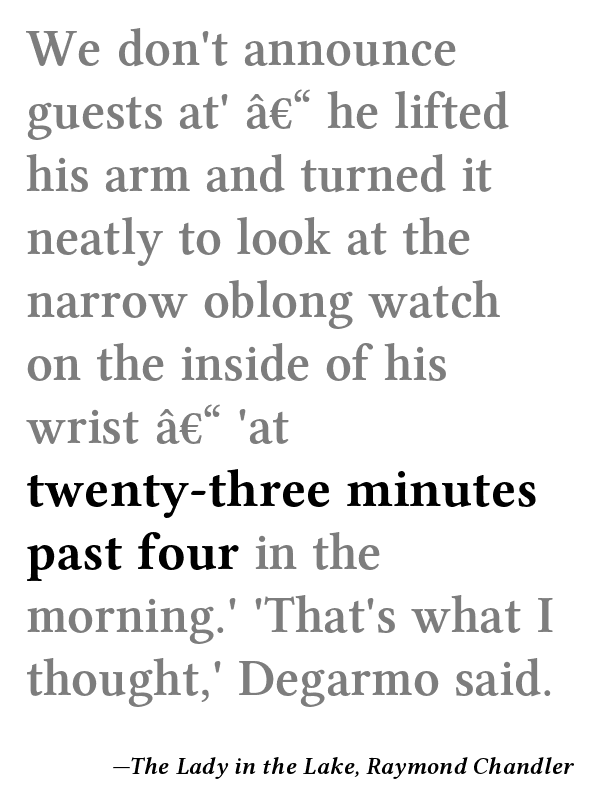 We don't announce
guests at' â€“ he lifted
his arm and turned it
neatly to look at the
narrow oblong watch
on the inside of his
wrist â€“ 'at
twenty-three minutes
past four in the
morning.' 'That's what I
thought,' Degarmo said.
—The Lady in the Lake, Raymond Chandler